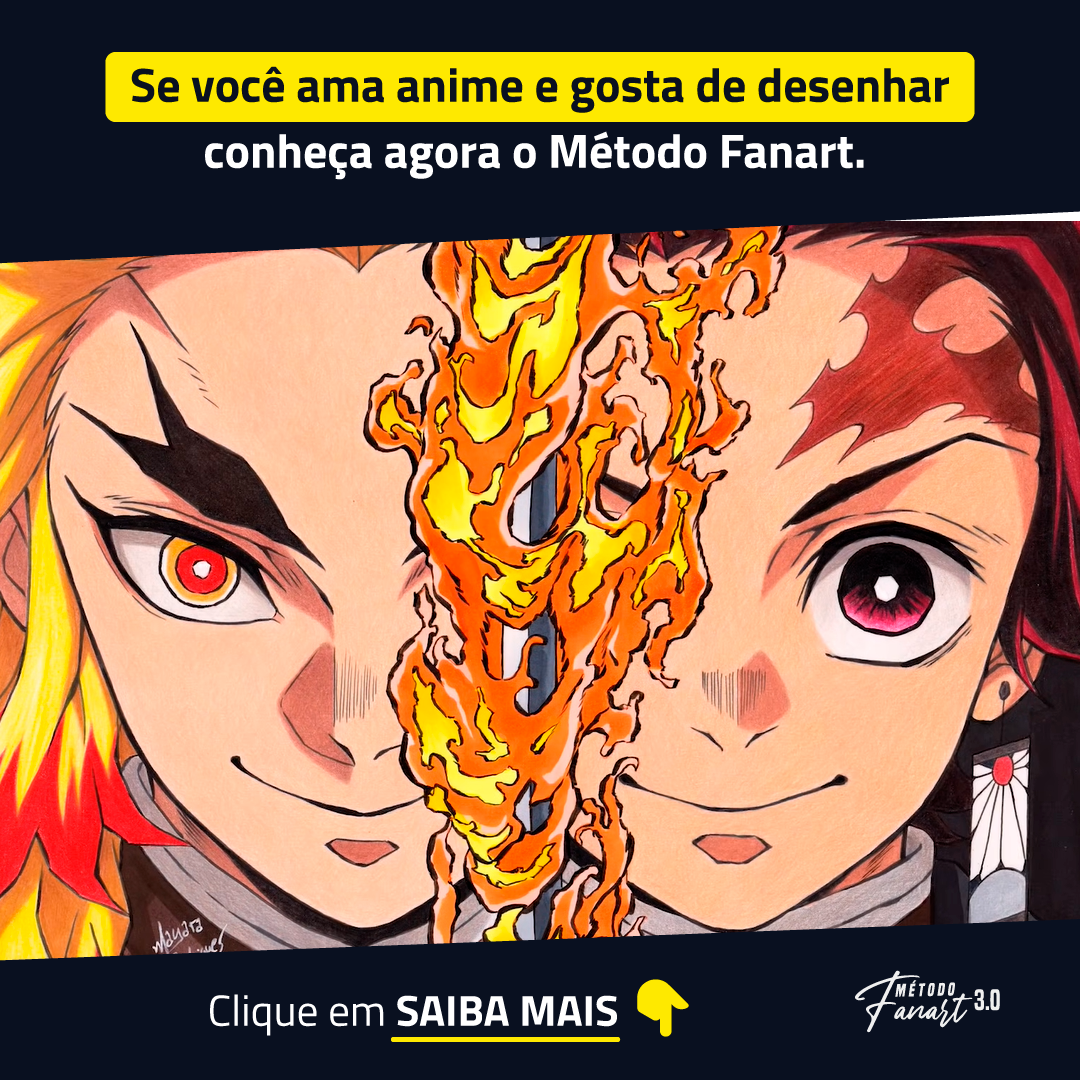 Se você ama anime e gosta de desenhar
conheça agora o Método Fanart.
Mayara
Clique em SAIBA MAIS
MÉTODO
Fanart 3.0